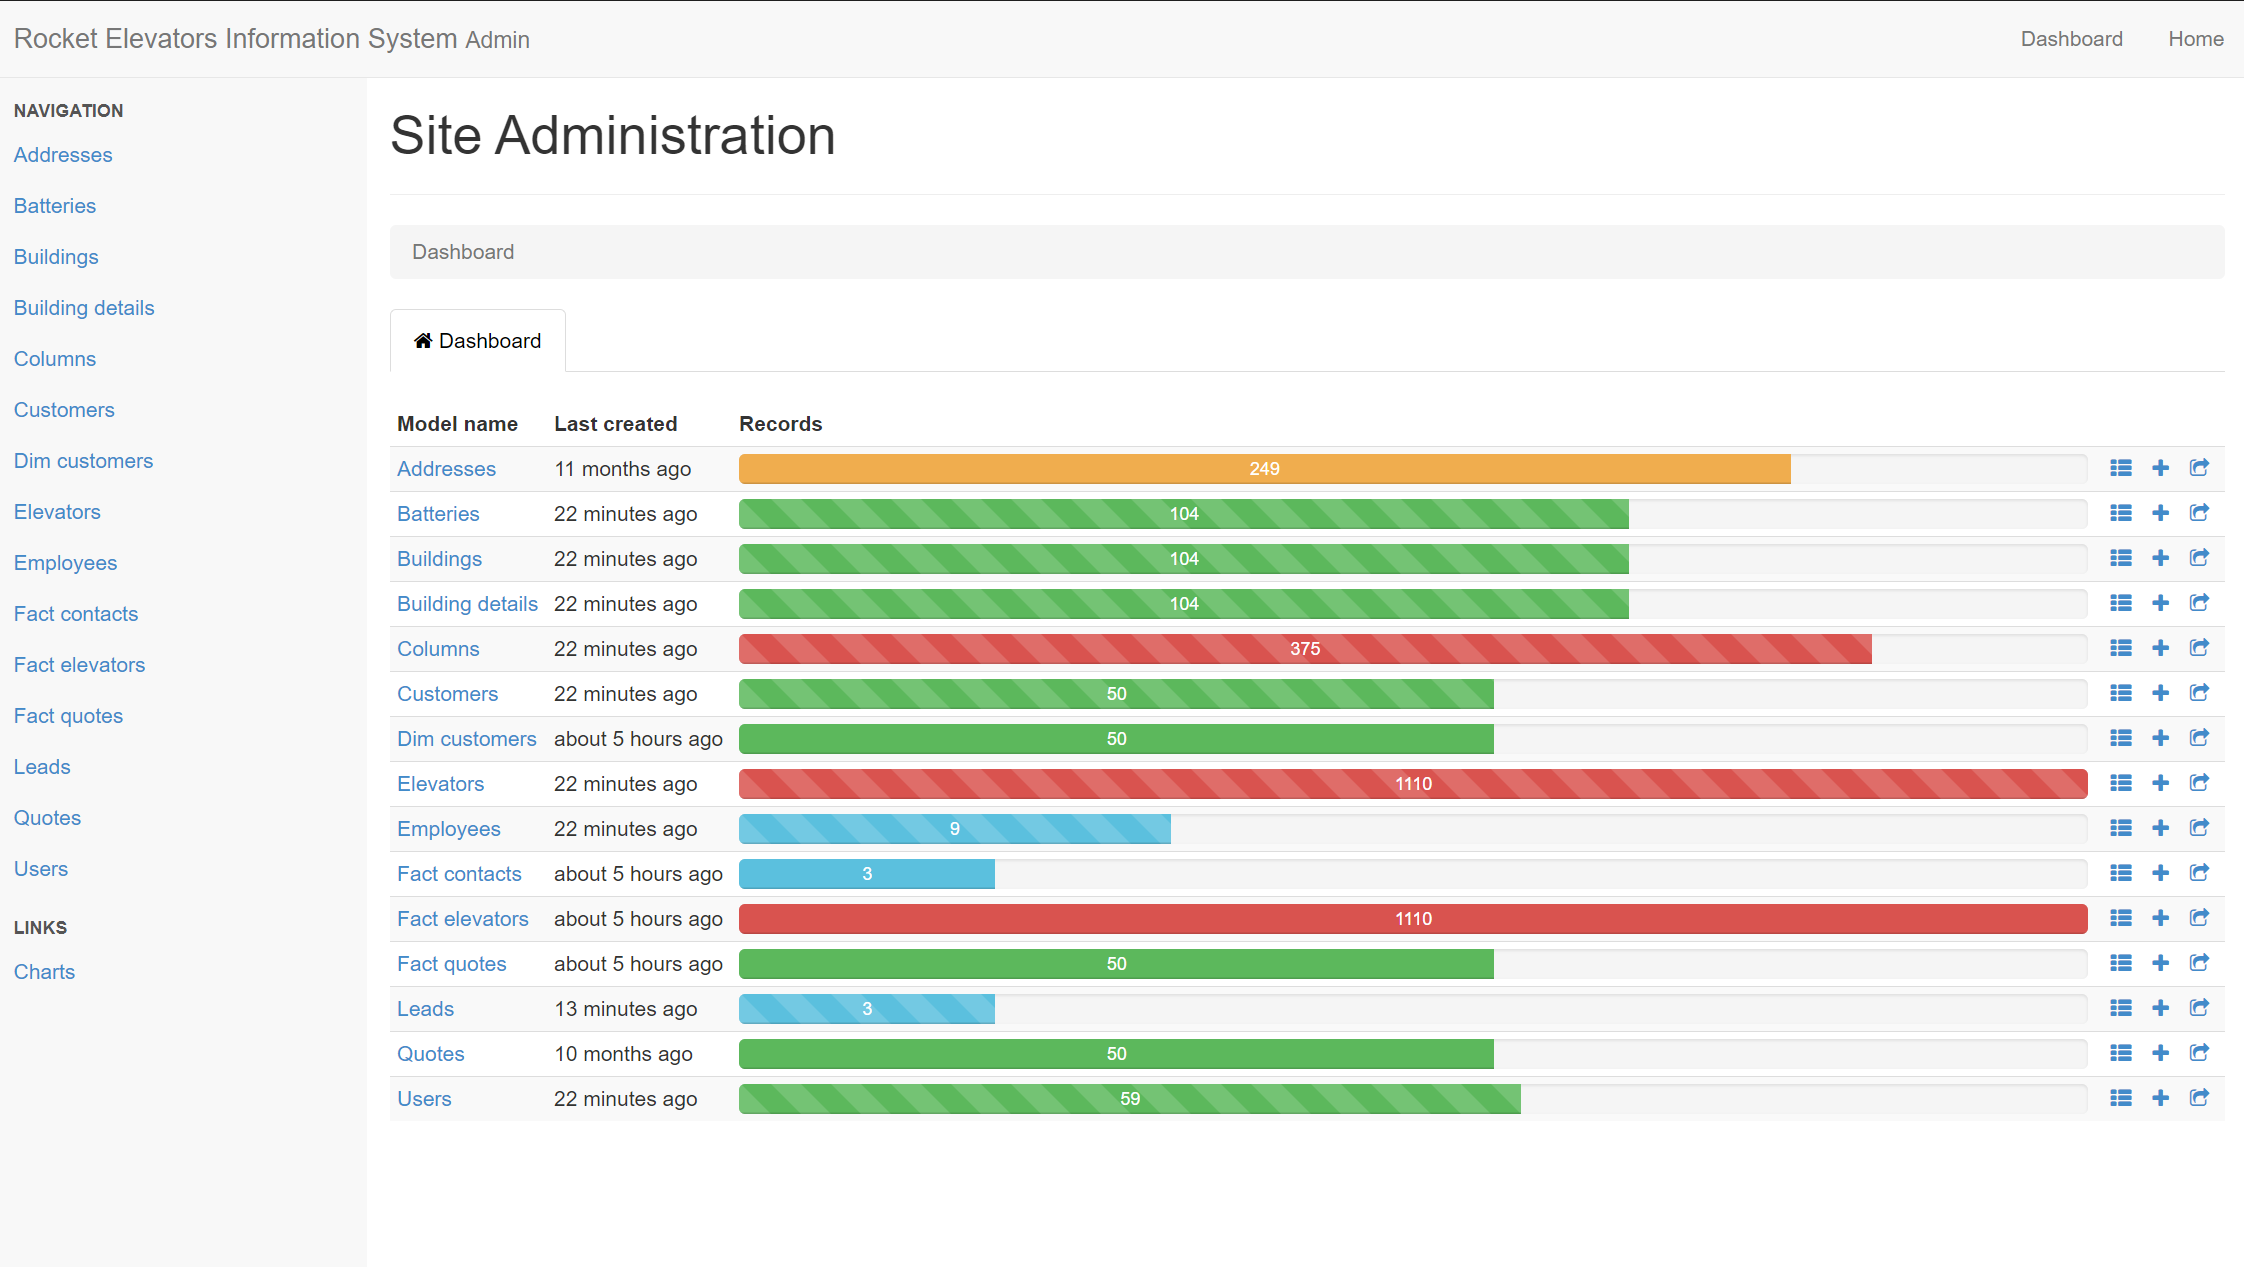 Rocket Elevators Information System Admin
Dashboard Home
NAVIGATION
Addresses
Batteries
Buildings
Building details
Columns
Customers
Dim customers
Elevators
Employees
Fact contacts
Fact elevators
Fact quotes
Leads
Quotes
Users
LINKS
Charts
Site Administration
Dashboard
Dashboard
Model name Last created Records
Addresses 11 months ago 249
Batteries 22 minutes ago 104
Buildings 22 minutes ago 104
Building details 22 minutes ago 104
Columns 22 minutes ago 375
Customers 22 minutes ago 50
Dim customers about 5 hours ago 50
Elevators 22 minutes ago 1110
Employees 22 minutes ago 9
Fact contacts about 5 hours ago 3
Fact elevators about 5 hours ago 1110
Fact quotes about 5 hours ago 50
Leads 13 minutes ago 3
Quotes 10 months ago 50
Users 22 minutes ago 59